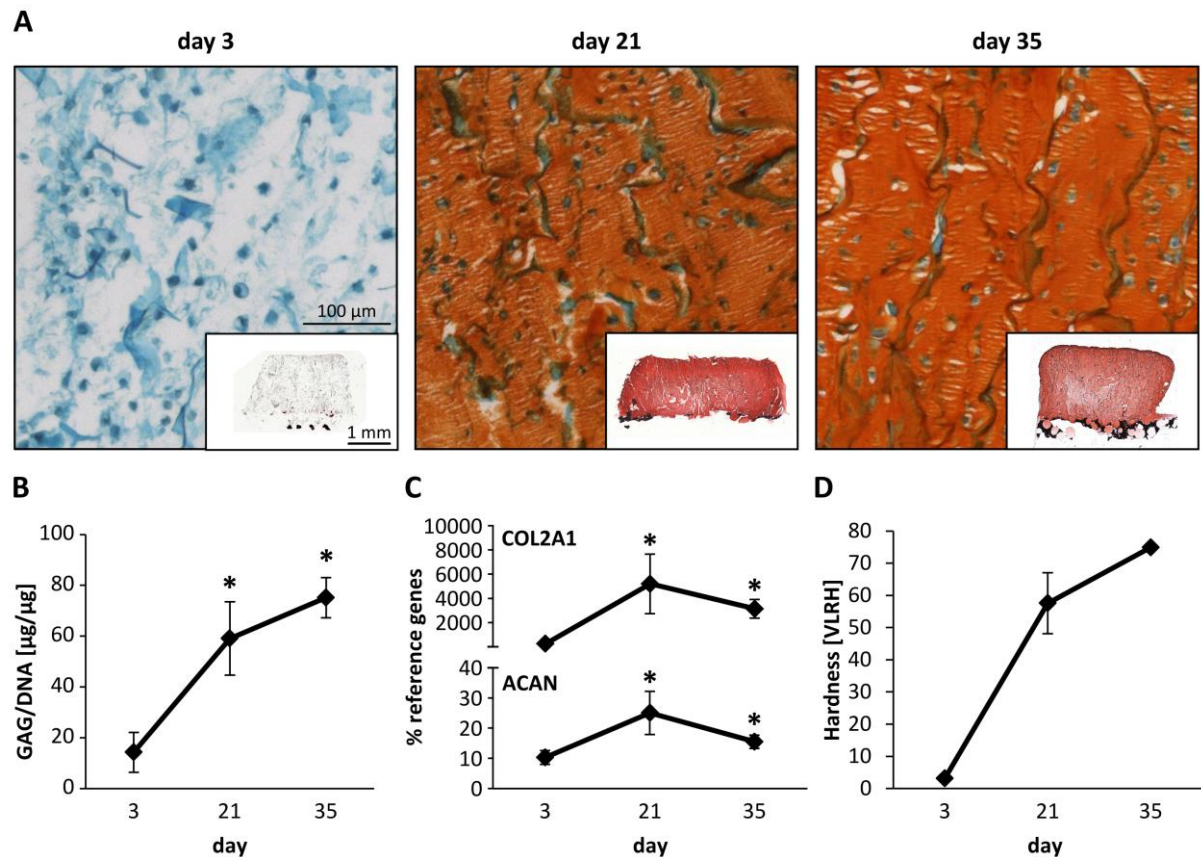 A
day 3
day 21
day 35
100 µm
1 mm
B
GAG/DNA [µg/µg]
100
80
60
40
20
0
3
21
35
day
*
*
C
% reference genes
COL2A1
10000
8000
6000
4000
2000
*
*
ACAN
40
30
20
10
0
*
*
3
21
35
day
D
Hardness [VLRH]
80
70
60
50
40
30
20
10
0
3
21
35
day